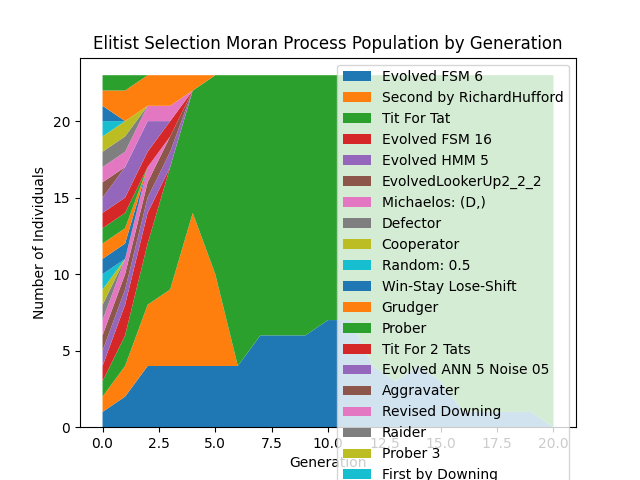 Elitist Selection Moran Process Population by Generation
Number of Individuals
20
15
10
5
0
0.0 2.5 5.0 7.5 10.0 12.5 15.0 17.5 20.0
Generation
Evolved FSM 6
Second by RichardHufford
Tit For Tat
Evolved FSM 16
Evolved HMM 5
EvolvedLookerUp2_2_2
Michaelos: (D,)
Defector
Cooperator
Random: 0.5
Win-Stay Lose-Shift
Grudger
Prober
Tit For 2 Tats
Evolved ANN 5 Noise 05
Aggravater
Revised Downing
Raider
Prober 3
First by Downing